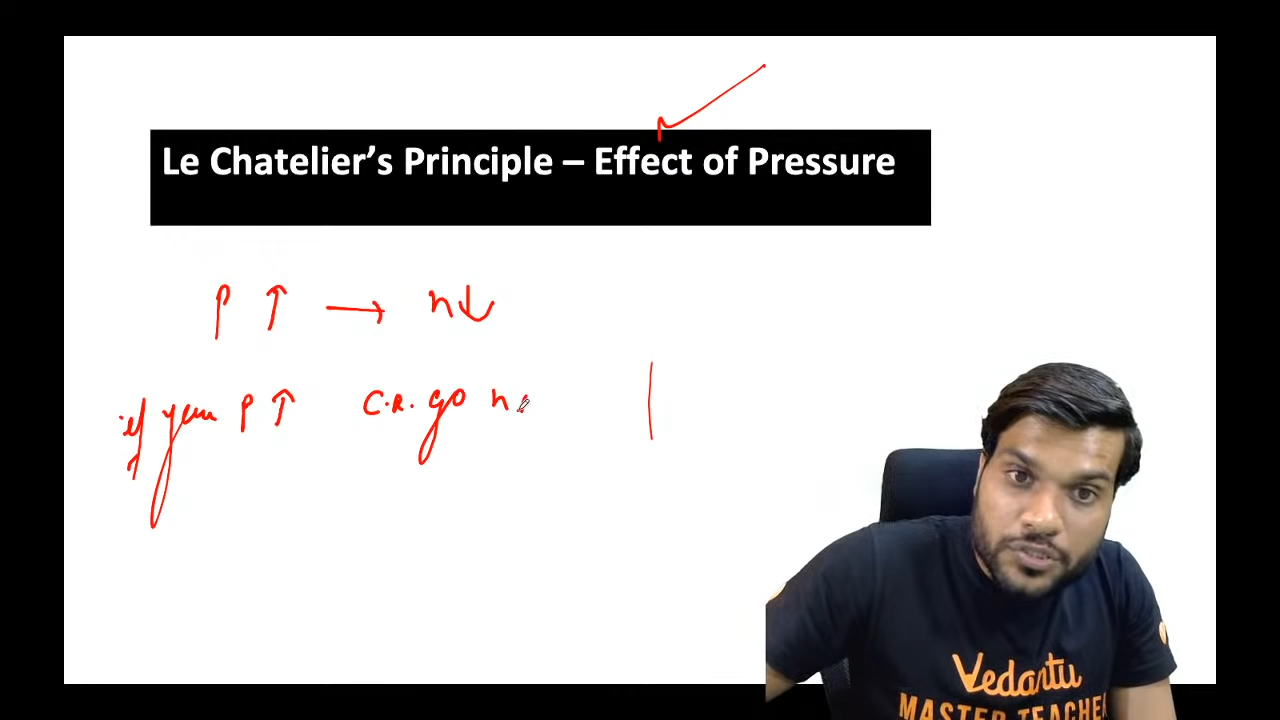 Le Chatelier’s Principle – Effect of Pressure
P ↑ → n↓
if you P ↑ C.R. go n
Vedantu
MASTER TEACHER